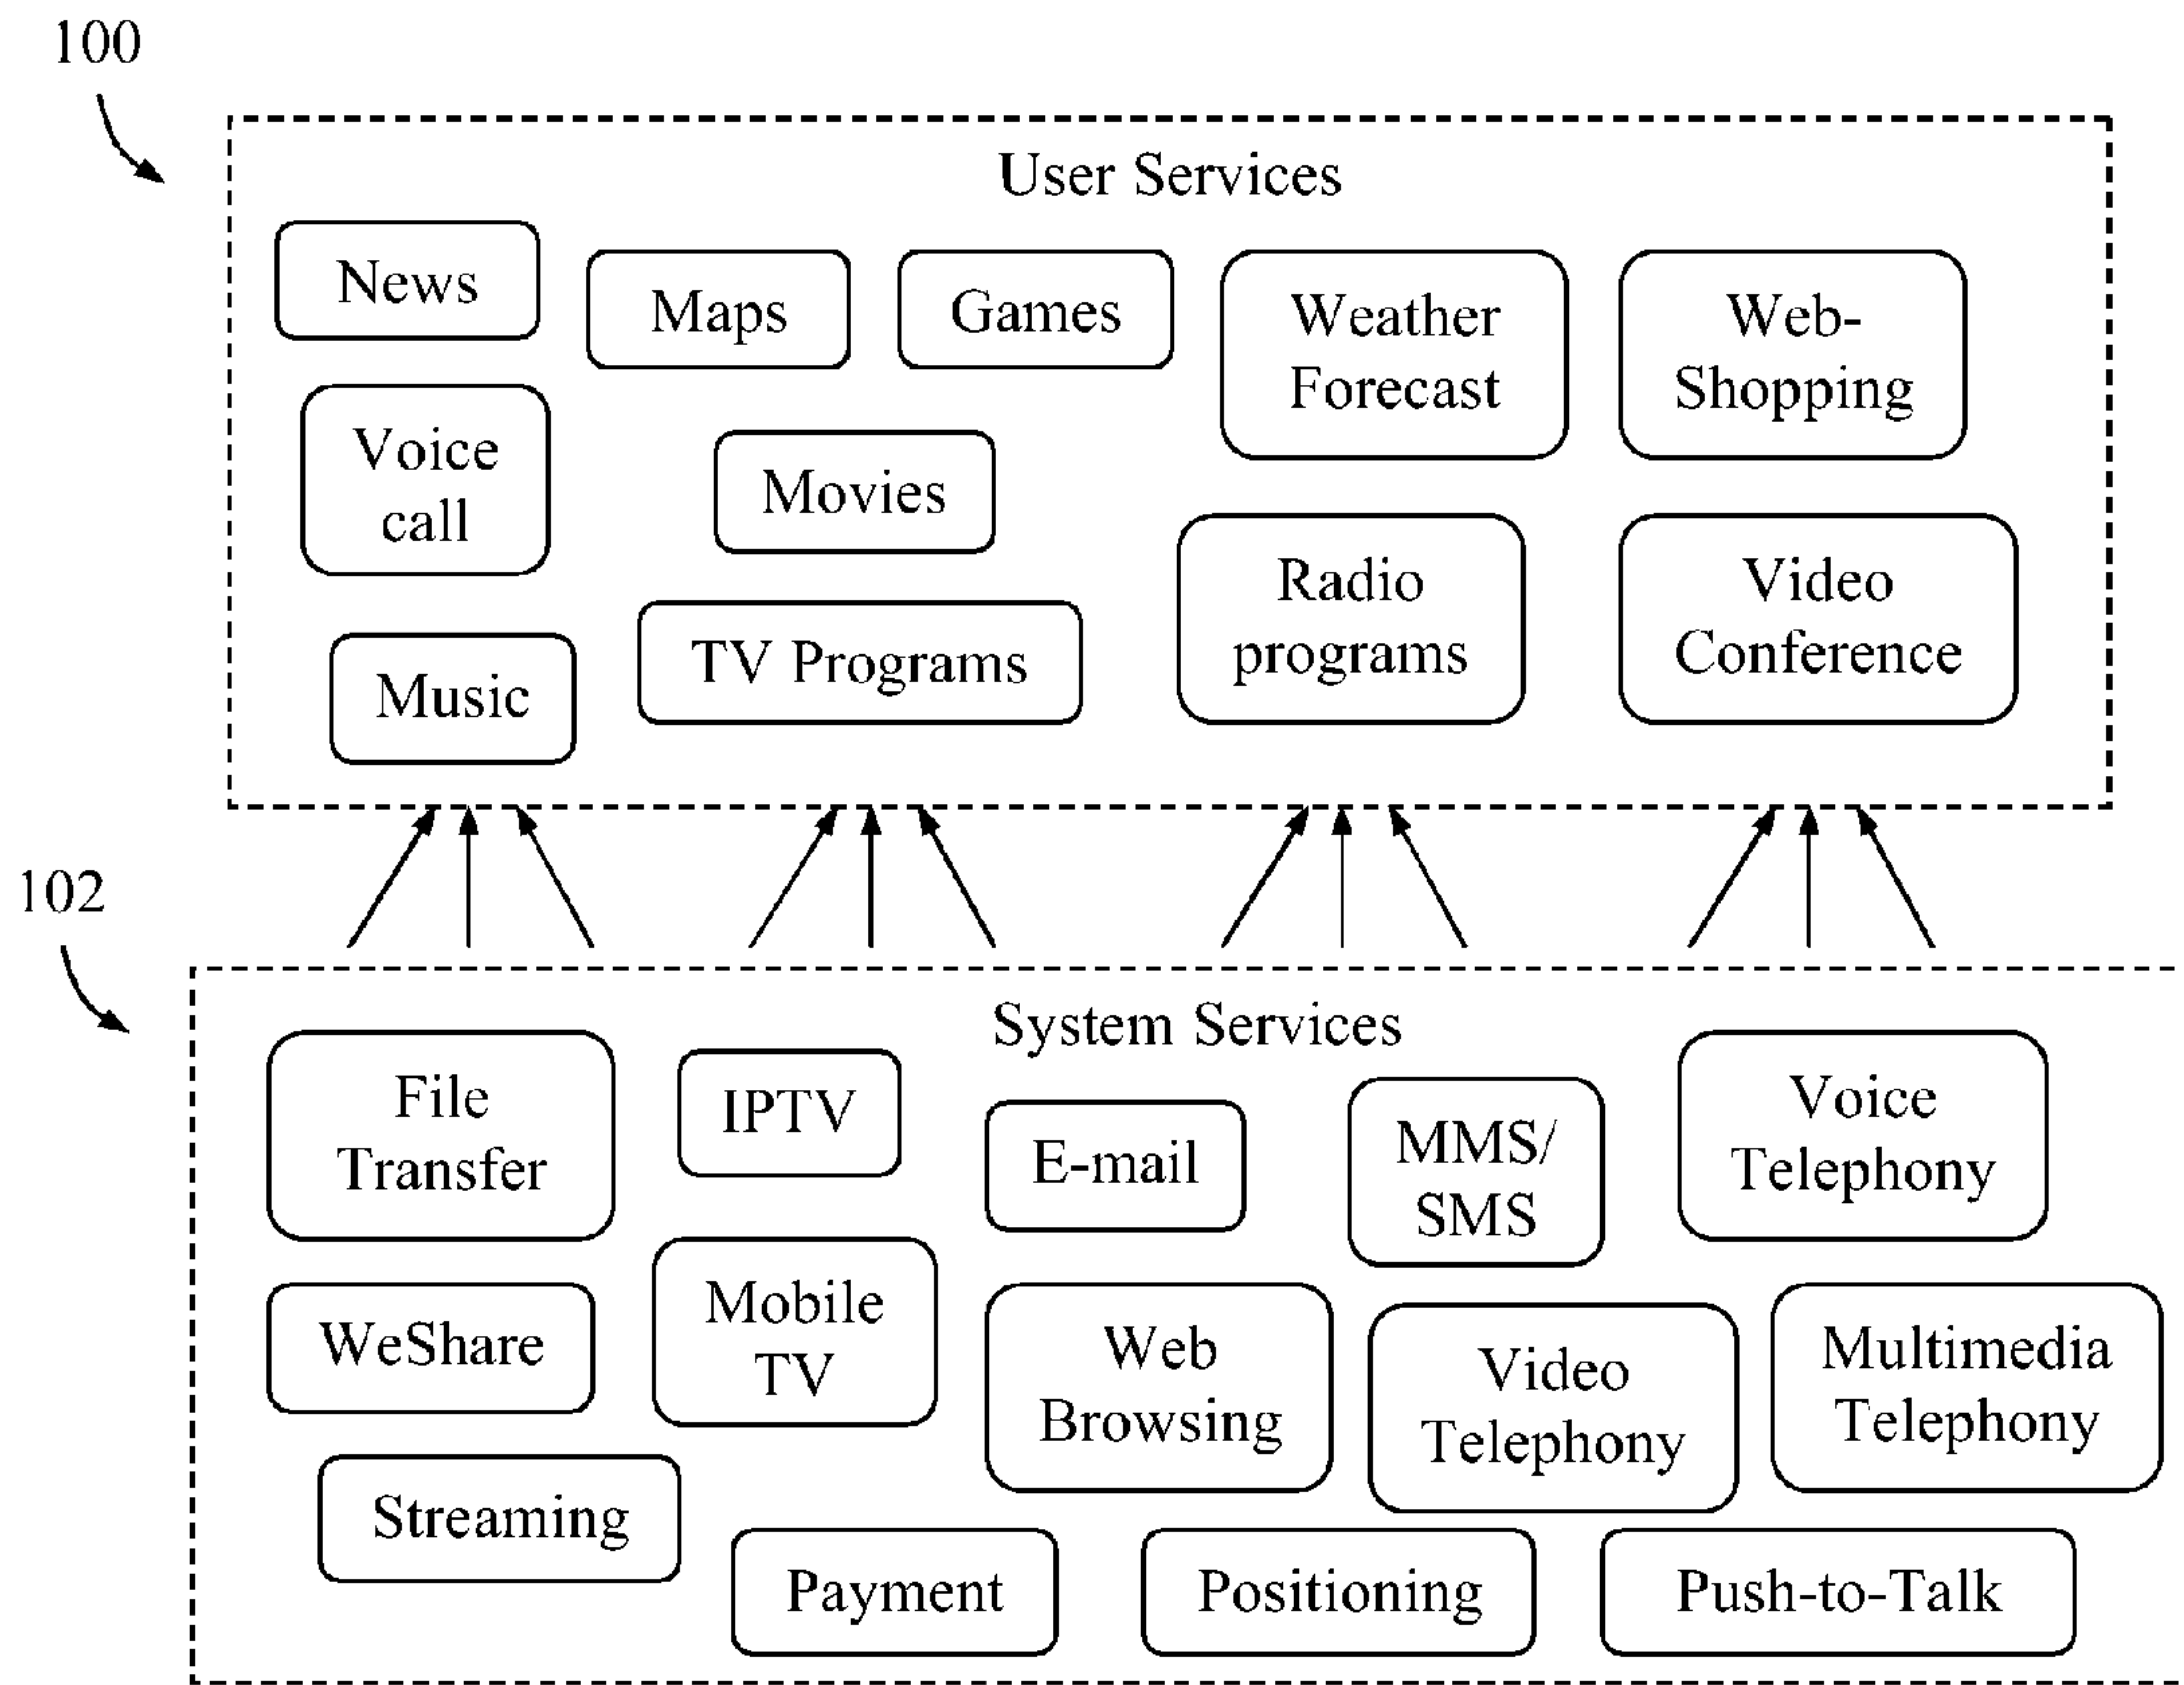 100
User Services
News
Maps
Games
Weather
Forecast
Web-
Shopping
Voice
call
Movies
Radio
programs
Video
Conference
TV Programs
Music
102
System Services
File
Transfer
IPTV
E-mail
MMS/
SMS
Voice
Telephony
WeShare
Mobile
TV
Web
Browsing
Video
Telephony
Multimedia
Telephony
Streaming
Payment
Positioning
Push-to-Talk